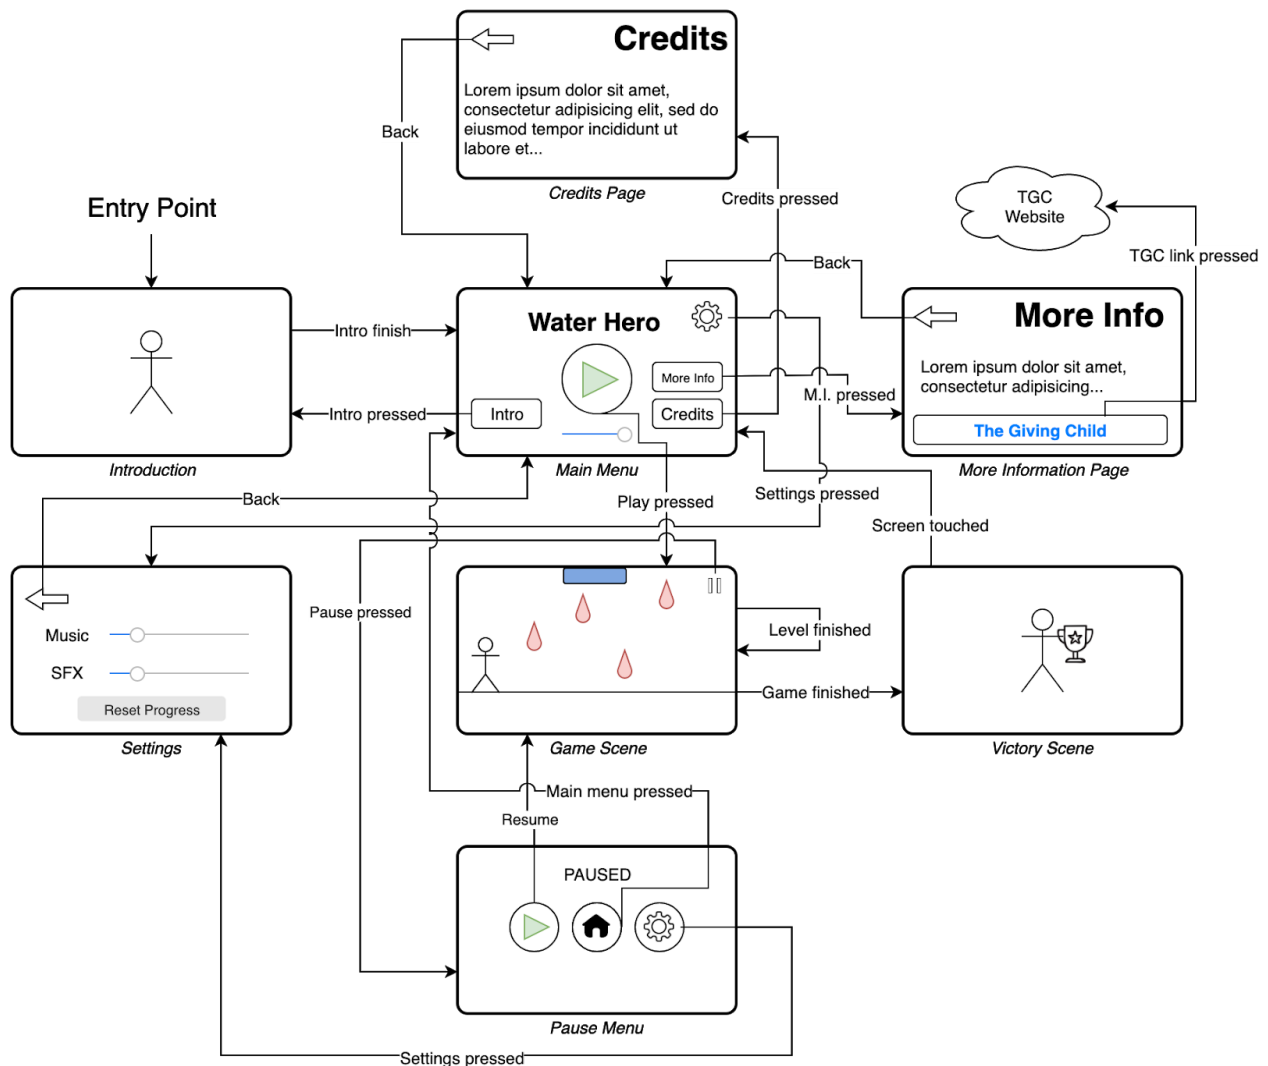 Credits
Lorem ipsum dolor sit amet,
consectetur adipisicing elit, sed do
eiusmod tempor incididunt ut
labore et...
Back
Credits Page
Credits pressed
TGC
Website
Entry Point
TGC link pressed
Back
Intro finish
Water Hero
More Info
Lorem ipsum dolor sit amet,
consectetur adipisicing...
More Info
M.I. pressed
Intro pressed
Intro
Credits
The Giving Child
Introduction
Main Menu
More Information Page
Back
Play pressed
Settings pressed
Screen touched
Pause pressed
Music
Level finished
SFX
Game finished
Reset Progress
Settings
Game Scene
Victory Scene
Main menu pressed
Resume
PAUSED
Pause Menu
Settings pressed